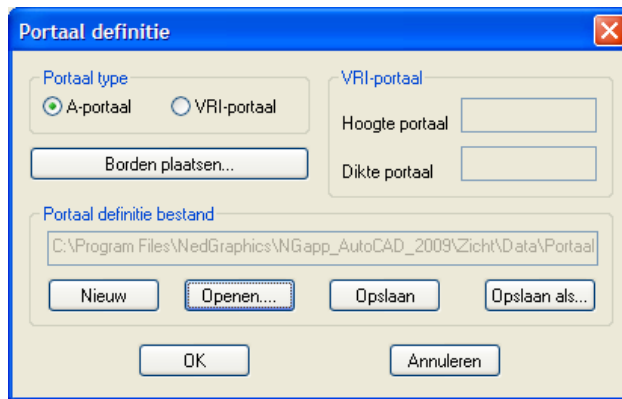 Portaal definitie
Portaal type
A-portaal VRI-portaal
Borden plaatsen...
VRI-portaal
Hoogte portaal
Dikte portaal
Portaal definitie bestand
C:\Program Files\NedGraphics\NGapp_AutoCAD_2009\Zicht\Data\Portaal
Nieuw Openen.... Opslaan Opslaan als...
OK Annuleren